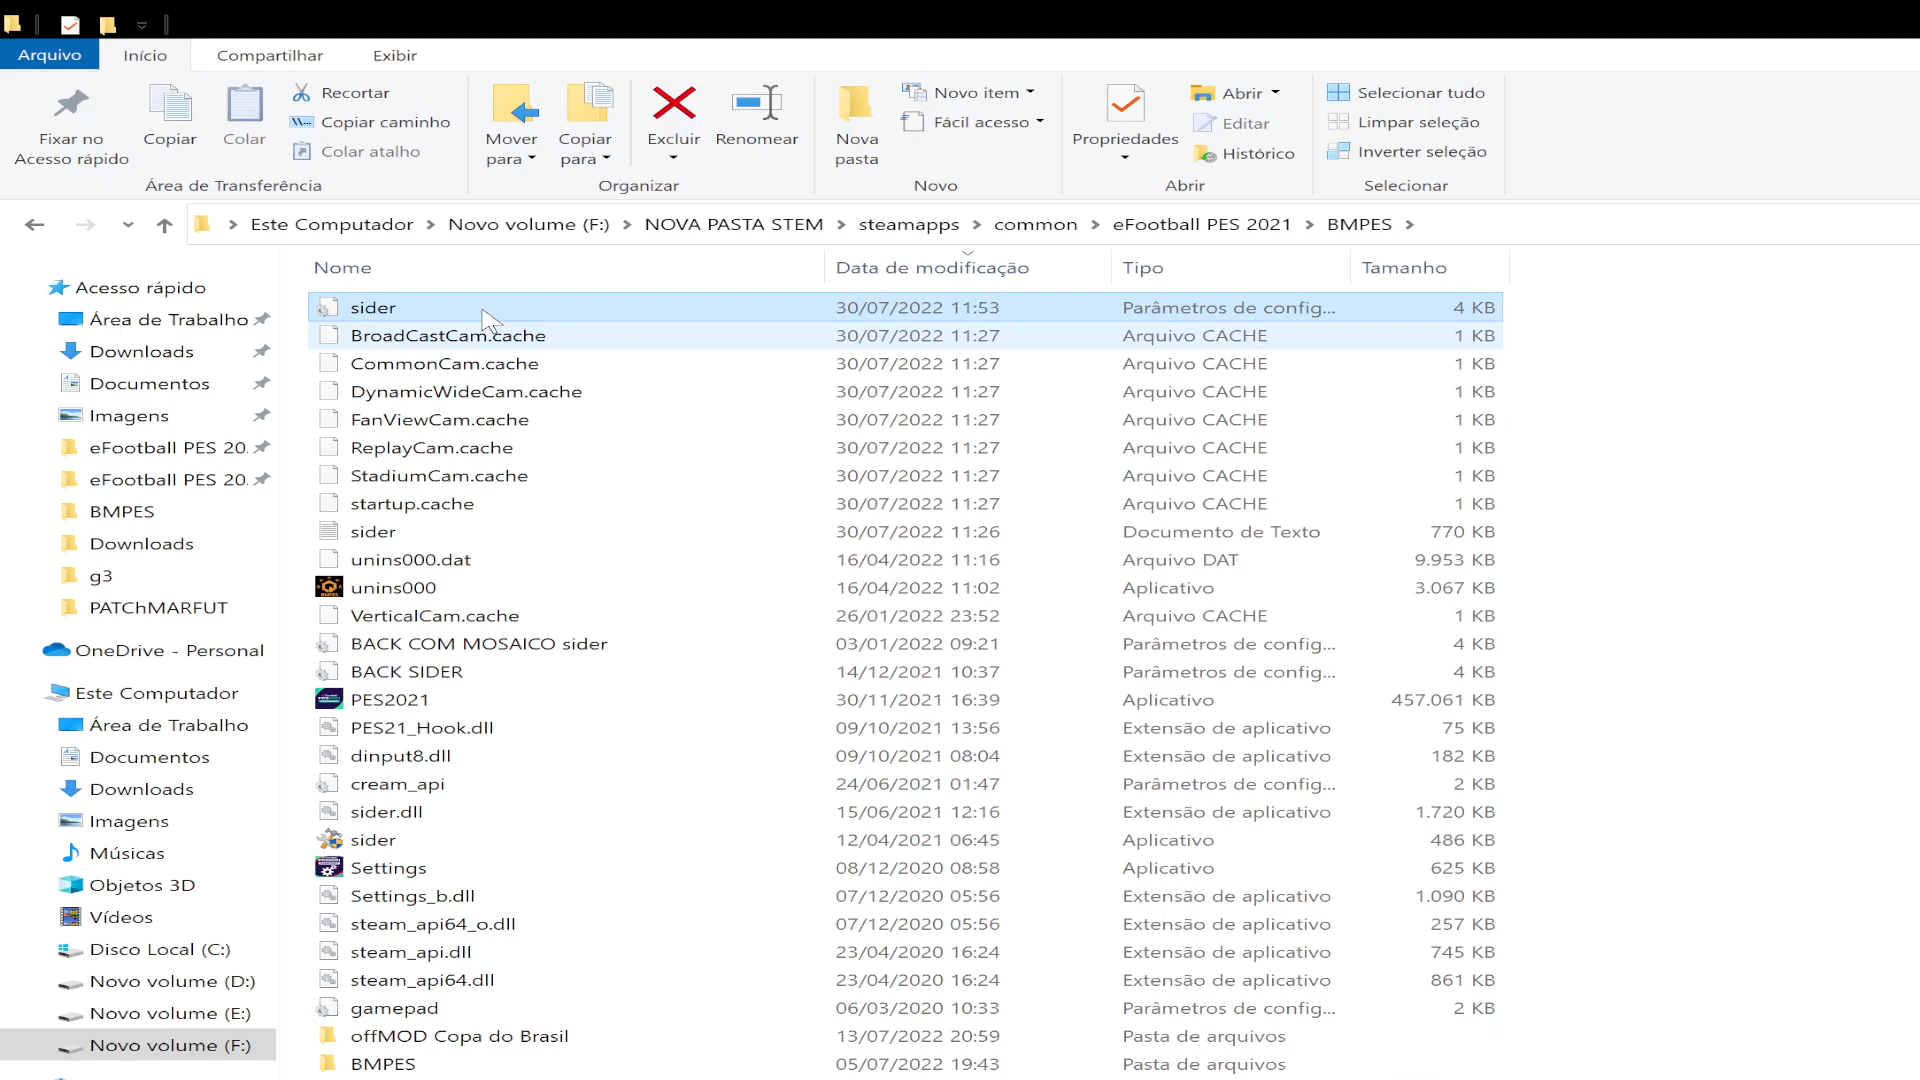 Arquivo
Início
Compartilhar
Exibir
Fixar no
Acesso rápido
Copiar
Colar
Recortar
Copiar caminho
Colar atalho
Área de Transferência
Mover
para
Copiar
para
Excluir
Renomear
Organizar
Nova
pasta
Novo item
Fácil acesso
Novo
Propriedades
Abrir
Editar
Histórico
Abrir
Selecionar tudo
Limpar seleção
Inverter seleção
Selecionar
Este Computador > Novo volume (F:) > NOVA PASTA STEM > steamapps > common > eFootball PES 2021 > BMPES >
Acesso rápido
Área de Trabalho
Downloads
Documentos
Imagens
eFootball PES 20
eFootball PES 20
BMPES
Downloads
g3
PATChMARFUT
OneDrive - Personal
Este Computador
Área de Trabalho
Documentos
Downloads
Imagens
Músicas
Objetos 3D
Vídeos
Disco Local (C:)
Novo volume (D:)
Novo volume (E:)
Novo volume (F:)
Nome Data de modificação Tipo Tamanho
sider 30/07/2022 11:53 Parâmetros de config... 4 KB
BroadCastCam.cache 30/07/2022 11:27 Arquivo CACHE 1 KB
CommonCam.cache 30/07/2022 11:27 Arquivo CACHE 1 KB
DynamicWideCam.cache 30/07/2022 11:27 Arquivo CACHE 1 KB
FanViewCam.cache 30/07/2022 11:27 Arquivo CACHE 1 KB
ReplayCam.cache 30/07/2022 11:27 Arquivo CACHE 1 KB
StadiumCam.cache 30/07/2022 11:27 Arquivo CACHE 1 KB
startup.cache 30/07/2022 11:27 Arquivo CACHE 1 KB
sider 30/07/2022 11:26 Documento de Texto 770 KB
unins000.dat 16/04/2022 11:16 Arquivo DAT 9.953 KB
unins000 16/04/2022 11:02 Aplicativo 3.067 KB
VerticalCam.cache 26/01/2022 23:52 Arquivo CACHE 1 KB
BACK COM MOSAICO sider 03/01/2022 09:21 Parâmetros de config... 4 KB
BACK SIDER 14/12/2021 10:37 Parâmetros de config... 4 KB
PES2021 30/11/2021 16:39 Aplicativo 457.061 KB
PES21_Hook.dll 09/10/2021 13:56 Extensão de aplicativo 75 KB
dinput8.dll 09/10/2021 08:04 Extensão de aplicativo 182 KB
cream_api 24/06/2021 01:47 Parâmetros de config... 2 KB
sider.dll 15/06/2021 12:16 Extensão de aplicativo 1.720 KB
sider 12/04/2021 06:45 Aplicativo 486 KB
Settings 08/12/2020 08:58 Aplicativo 625 KB
Settings_b.dll 07/12/2020 05:56 Extensão de aplicativo 1.090 KB
steam_api64_o.dll 07/12/2020 05:56 Extensão de aplicativo 257 KB
steam_api.dll 23/04/2020 16:24 Extensão de aplicativo 745 KB
steam_api64.dll 23/04/2020 16:24 Extensão de aplicativo 861 KB
gamepad 06/03/2020 10:33 Parâmetros de config... 2 KB
offMOD Copa do Brasil 13/07/2022 20:59 Pasta de arquivos
BMPES 05/07/2022 19:43 Pasta de arquivos